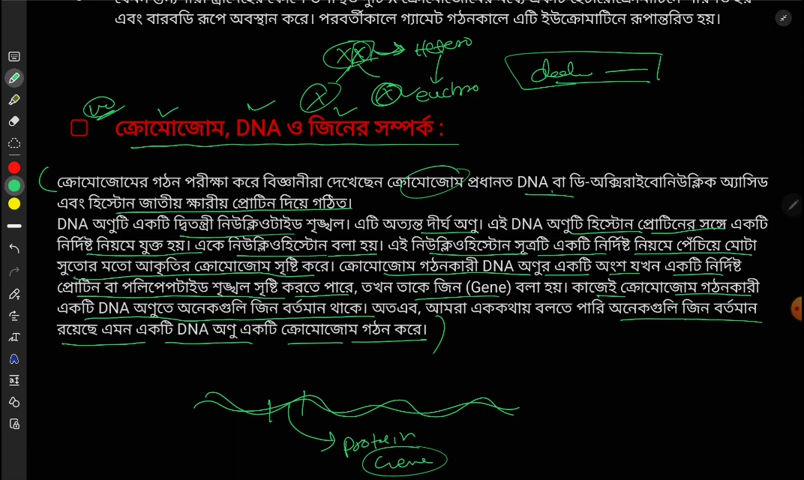 এবং বারবডি রূপে অবস্থান করে। পরবর্তীকালে গ্যামেট গঠনকালে এটি ইউক্রোমাটিনে রূপান্তরিত হয়।
XX Hetero
X X euchro
ক্রোমোজোম, DNA ও জিনের সম্পর্ক :
ক্রোমোজোমের গঠন পরীক্ষা করে বিজ্ঞানীরা দেখেছেন ক্রোমোজোম প্রধানত DNA বা ডি-অক্সিরাইবোনিউক্লিক অ্যাসিড
এবং হিস্টোন জাতীয় ক্ষারীয় প্রোটিন দিয়ে গঠিত।
DNA অণুটি একটি দ্বিতন্ত্রী নিউক্লিওটাইড শৃঙ্খল। এটি অত্যন্ত দীর্ঘ অণু। এই DNA অণুটি হিস্টোন প্রোটিনের সঙ্গে একটি
নির্দিষ্ট নিয়মে যুক্ত হয়। একে নিউক্লিওহিস্টোন বলা হয়। এই নিউক্লিওহিস্টোন সূত্রটি একটি নির্দিষ্ট নিয়মে পেঁচিয়ে মোটা
সুতোর মতো আকৃতির ক্রোমোজোম সৃষ্টি করে। ক্রোমোজোম গঠনকারী DNA অণুর একটি অংশ যখন একটি নির্দিষ্ট
প্রোটিন বা পলিপেপটাইড শৃঙ্খল সৃষ্টি করতে পারে, তখন তাকে জিন (Gene) বলা হয়। কাজেই ক্রোমোজোম গঠনকারী
একটি DNA অণুতে অনেকগুলি জিন বর্তমান থাকে। অতএব, আমরা এককথায় বলতে পারি অনেকগুলি জিন বর্তমান
রয়েছে এমন একটি DNA অণু একটি ক্রোমোজোম গঠন করে।
Protein
Gene